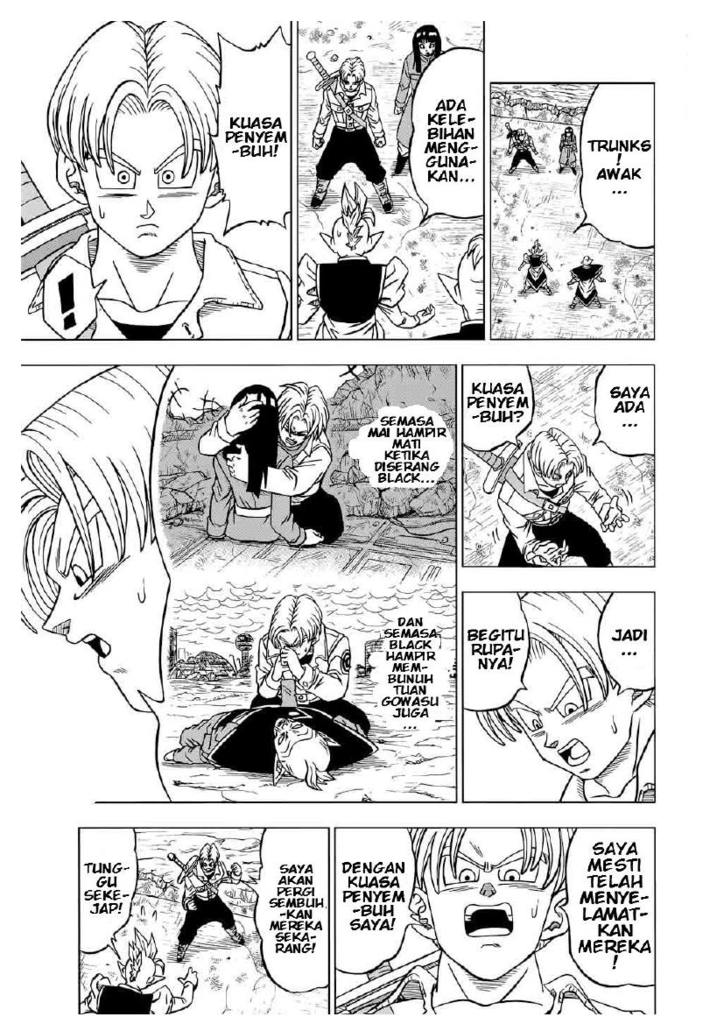 TRUNKS
!
AWAK
...
ADA
KELE-
BIHAN
MENG-
GUNA-
KAN...
KUASA
PENYEM
-BUH!
!
SAYA
ADA
...
KUASA
PENYEM
-BUH?
SEMASA
MAI HAMPIR
MATI
KETIKA
DISERANG
BLACK...
DAN
SEMASA
BLACK
HAMPIR
MEM-
BUNUH
TUAN
GOWASU
JUGA
...
JADI
...
BEGITU
RUPA-
NYA!
SAYA
MESTI
TELAH
MENYE-
LAMAT-
KAN
MEREKA
!
DENGAN
KUASA
PENYEM
-BUH
SAYA!
SAYA
AKAN
PERGI
SEMBUH-
-KAN
MEREKA
SEKA-
RANG!
TUNG-
GU
SEKE-
JAP!